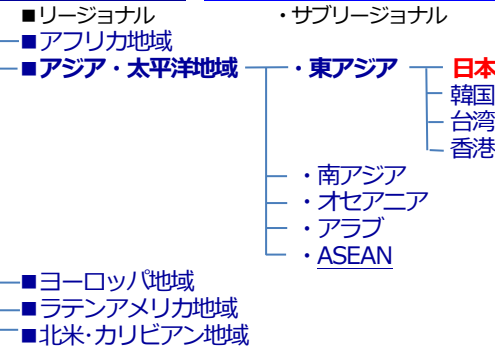 ■リージョナル ・サブリージョナル
■アフリカ地域
■アジア・太平洋地域 ・東アジア 日本
韓国
台湾
香港
・南アジア
・オセアニア
・アラブ
・ASEAN
■ヨーロッパ地域
■ラテンアメリカ地域
■北米・カリビアン地域